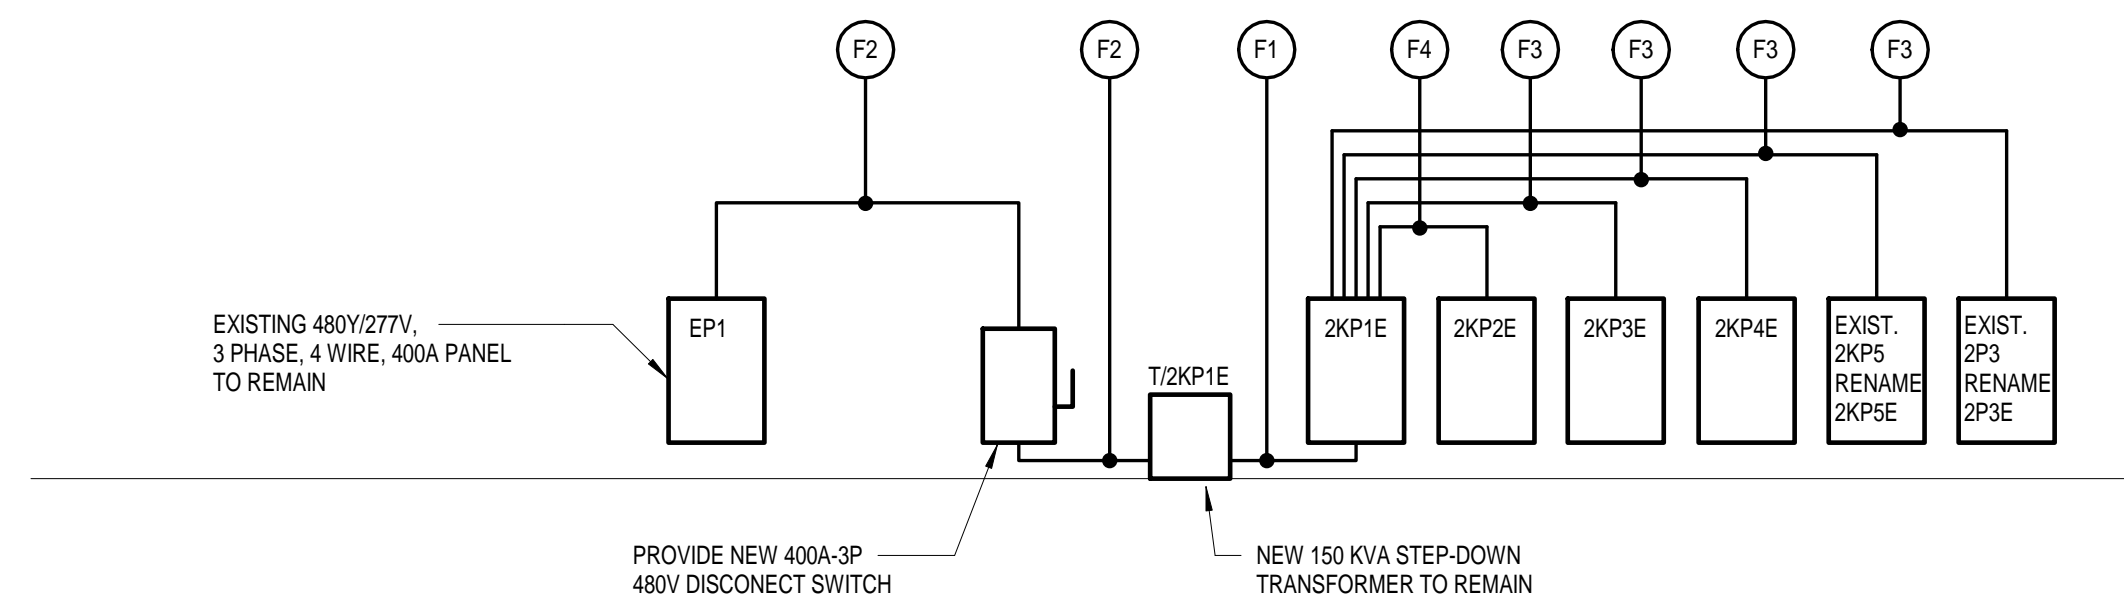 F2
F2
F1
F4
F3
F3
F3
F3
EXISTING 480Y/277V,
3 PHASE, 4 WIRE, 400A PANEL
TO REMAIN
EP1
T/2KP1E
2KP1E
2KP2E
2KP3E
2KP4E
EXIST.
2KP5
RENAME
2KP5E
EXIST.
2P3
RENAME
2P3E
PROVIDE NEW 400A-3P
480V DISCONECT SWITCH
NEW 150 KVA STEP-DOWN
TRANSFORMER TO REMAIN